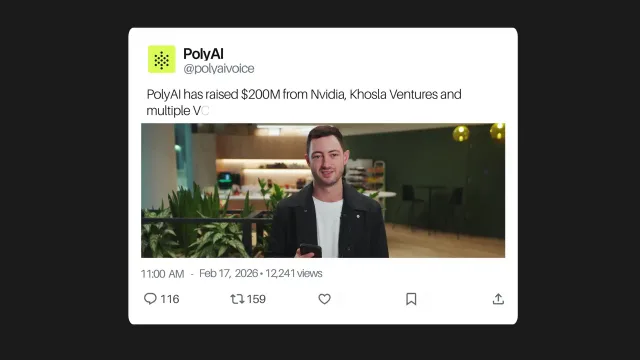 PolyAI
@polyaivoice
PolyAI has raised $200M from Nvidia, Khosla Ventures and
multiple VC
11:00 AM - Feb 17, 2026 • 12,241 views
116 159